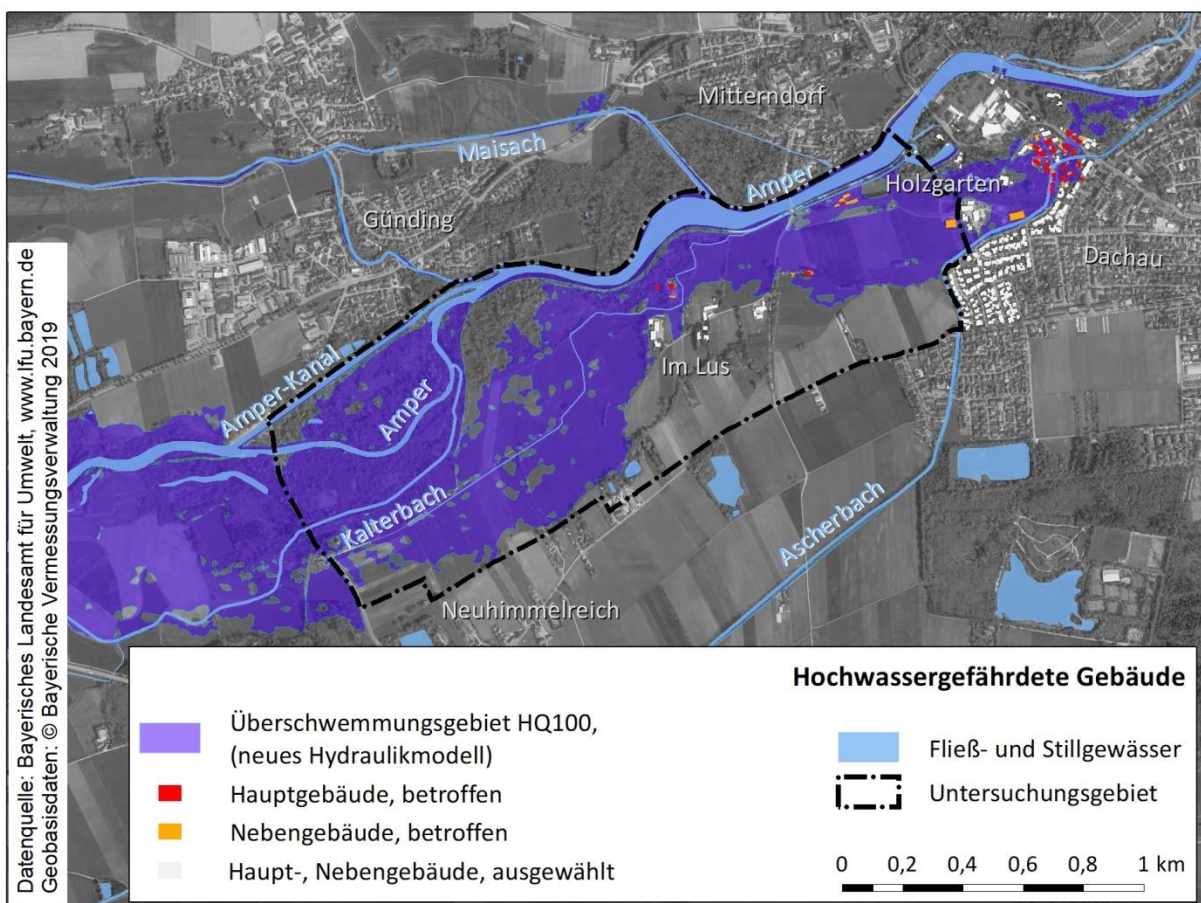 Mitterndorf
Maisach
Amper
Holzgarten
Günding
Dachau
Im Lus
Amper-Kanal
Amper
Kalterbach
Ascherbach
Neuhimmelreich
Datenquelle: Bayerisches Landesamt für Umwelt, www.lfu.bayern.de
Geobasisdaten: © Bayerische Vermessungsverwaltung 2019
Hochwassergefährdete Gebäude
Überschwemmungsgebiet HQ100,
(neues Hydraulikmodell)
Hauptgebäude, betroffen
Nebengebäude, betroffen
Haupt-, Nebengebäude, ausgewählt
Fließ- und Stillgewässer
Untersuchungsgebiet
0 0,2 0,4 0,6 0,8 1 km